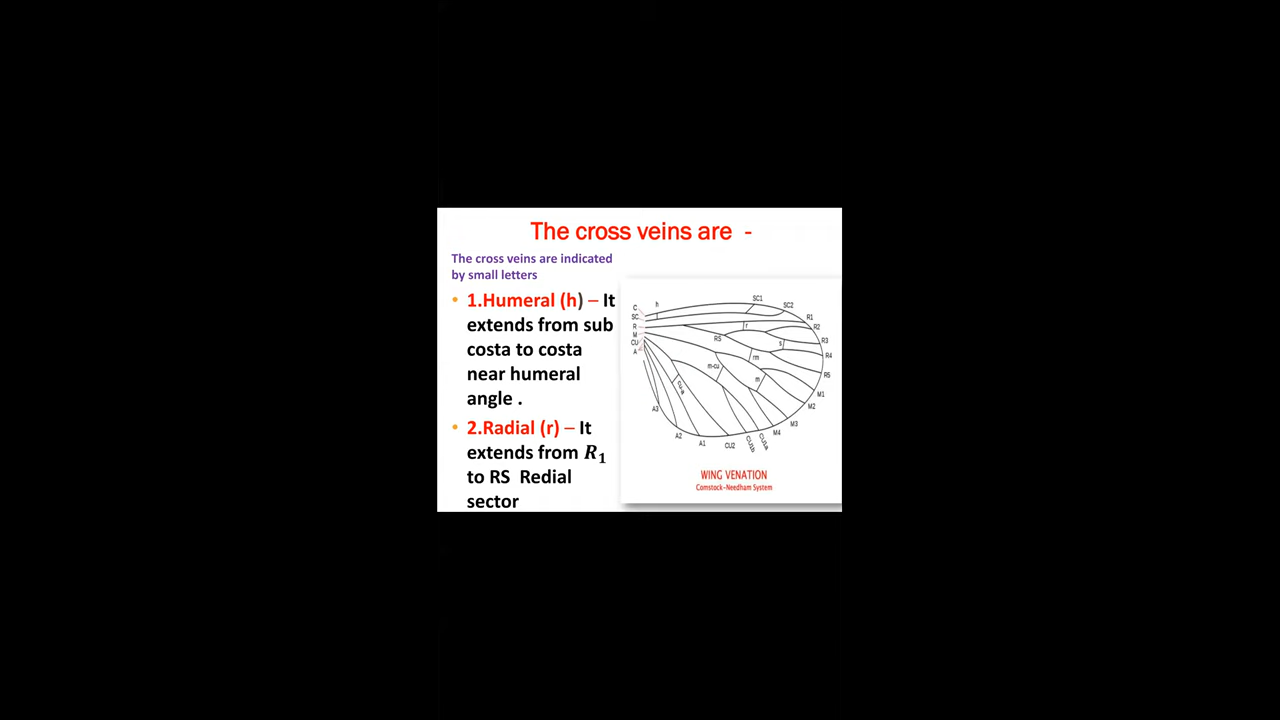 The cross veins are -
The cross veins are indicated
by small letters
• 1.Humeral (h) – It
extends from sub
costa to costa
near humeral
angle .
• 2.Radial (r) – It
extends from R₁
to RS Redial
sector
C
SC
R
M
CU
A
h
SC1
SC2
R1
R2
R3
R4
R5
M1
M2
M3
M4
CU1a
CU1b
CU2
A1
A2
A3
RS
r
s
rm
m
m-cu
cu-a
WING VENATION
Comstock-Needham System